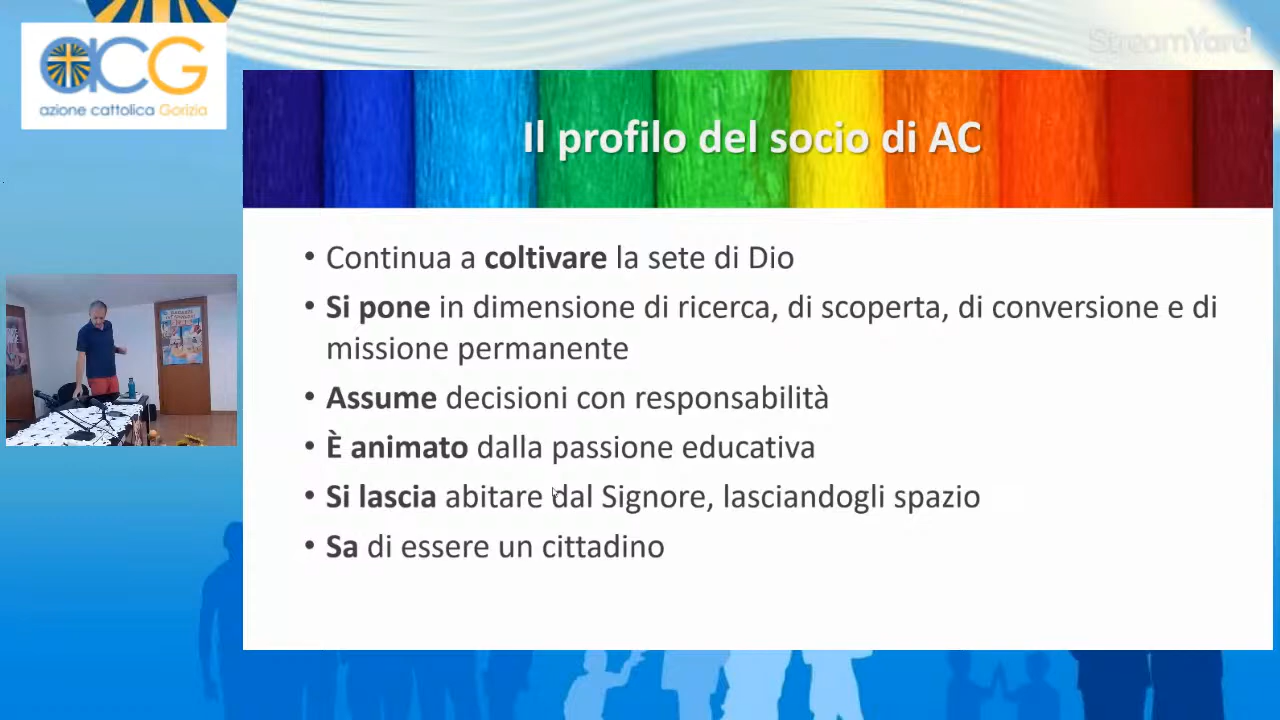 StreamYard
aCG
azione cattolica Gorizia
Il profilo del socio di AC
• Continua a coltivare la sete di Dio
• Si pone in dimensione di ricerca, di scoperta, di conversione e di
missione permanente
• Assume decisioni con responsabilità
• È animato dalla passione educativa
• Si lascia abitare dal Signore, lasciandogli spazio
• Sa di essere un cittadino